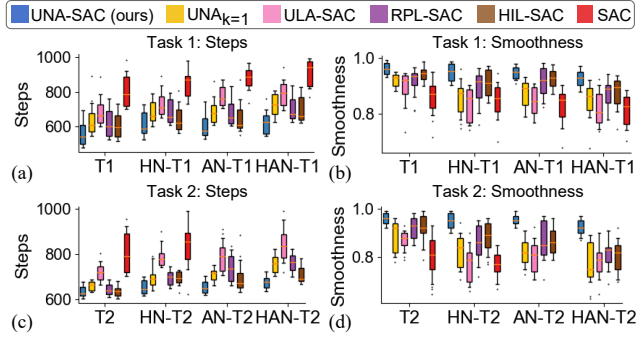 UNA-SAC (ours) UNAk=1 ULA-SAC RPL-SAC HIL-SAC SAC
Task 1: Steps
Steps
1000
800
600
T1 HN-T1 AN-T1 HAN-T1
(a)
Task 1: Smoothness
Smoothness
1.0
0.8
T1 HN-T1 AN-T1 HAN-T1
(b)
Task 2: Steps
Steps
1000
800
600
T2 HN-T2 AN-T2 HAN-T2
(c)
Task 2: Smoothness
Smoothness
1.0
0.8
T2 HN-T2 AN-T2 HAN-T2
(d)